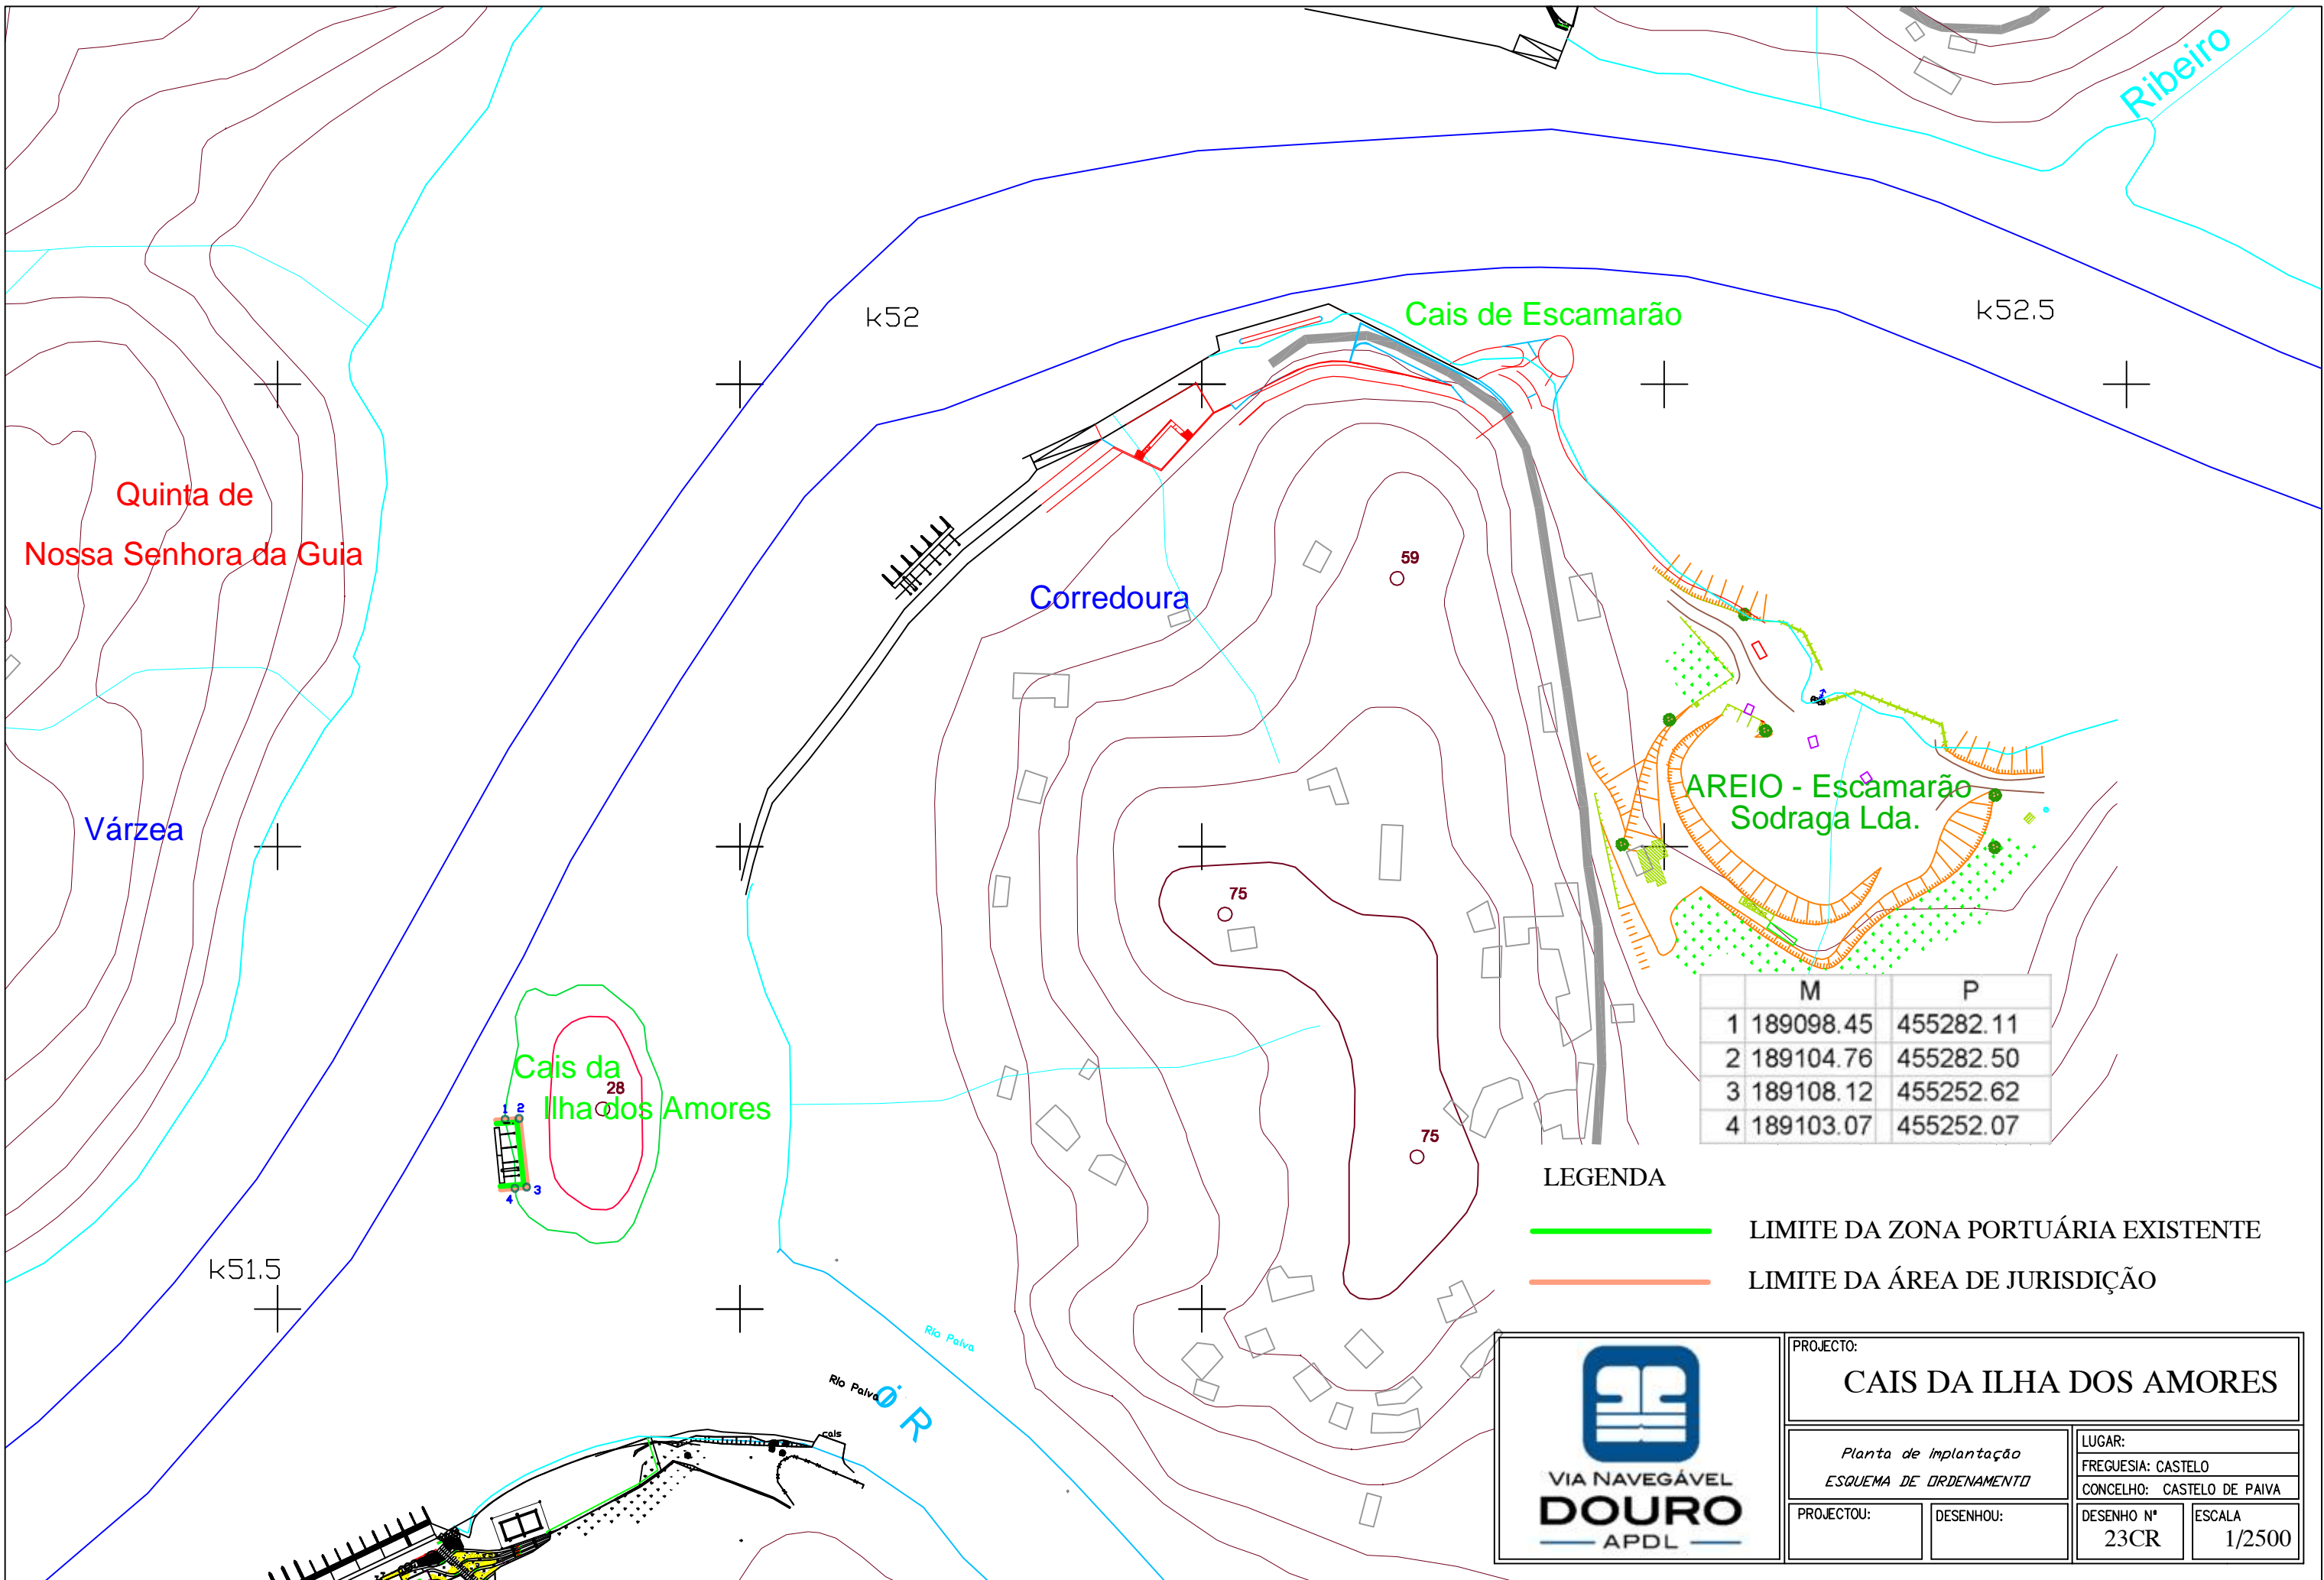 Ribeiro
k52
Cais de Escamarão
k52.5
Quinta de
Nossa Senhora da Guia
59
Corredoura
AREIO - Escamarão
Sodraga Lda.
Várzea
75
M P
1 189098.45 455282.11
2 189104.76 455282.50
3 189108.12 455252.62
4 189103.07 455252.07
Cais da
28
Ilha dos Amores
1 2
3
4
75
LEGENDA
LIMITE DA ZONA PORTUÁRIA EXISTENTE
LIMITE DA ÁREA DE JURISDIÇÃO
k51.5
Rio Paiva
Rio Paiva
R
cais
VIA NAVEGÁVEL
DOURO
APDL
PROJECTO:
CAIS DA ILHA DOS AMORES
Planta de implantação
ESQUEMA DE ORDENAMENTO
LUGAR:
FREGUESIA: CASTELO
CONCELHO: CASTELO DE PAIVA
PROJECTOU:
DESENHOU:
DESENHO Nº
23CR
ESCALA
1/2500